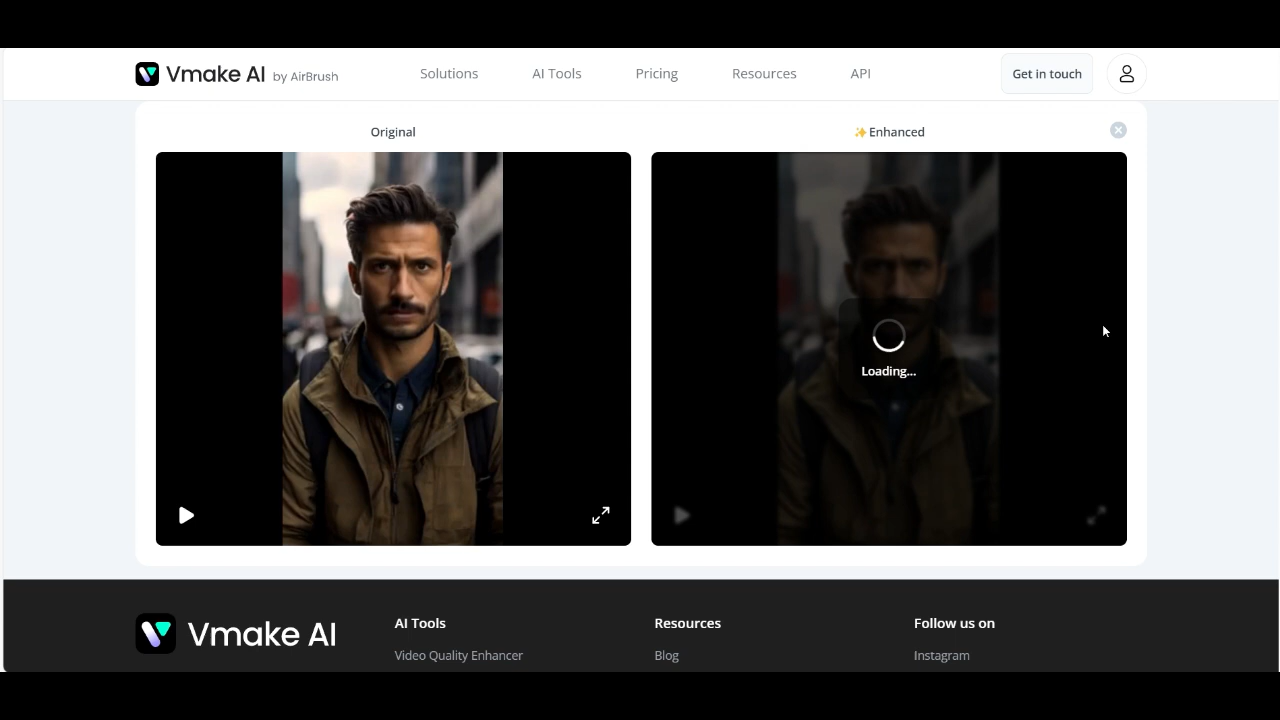 Vmake AI by AirBrush
Solutions
AI Tools
Pricing
Resources
API
Get in touch
Original
✨Enhanced
Loading...
Vmake AI
AI Tools
Resources
Follow us on
Video Quality Enhancer
Blog
Instagram